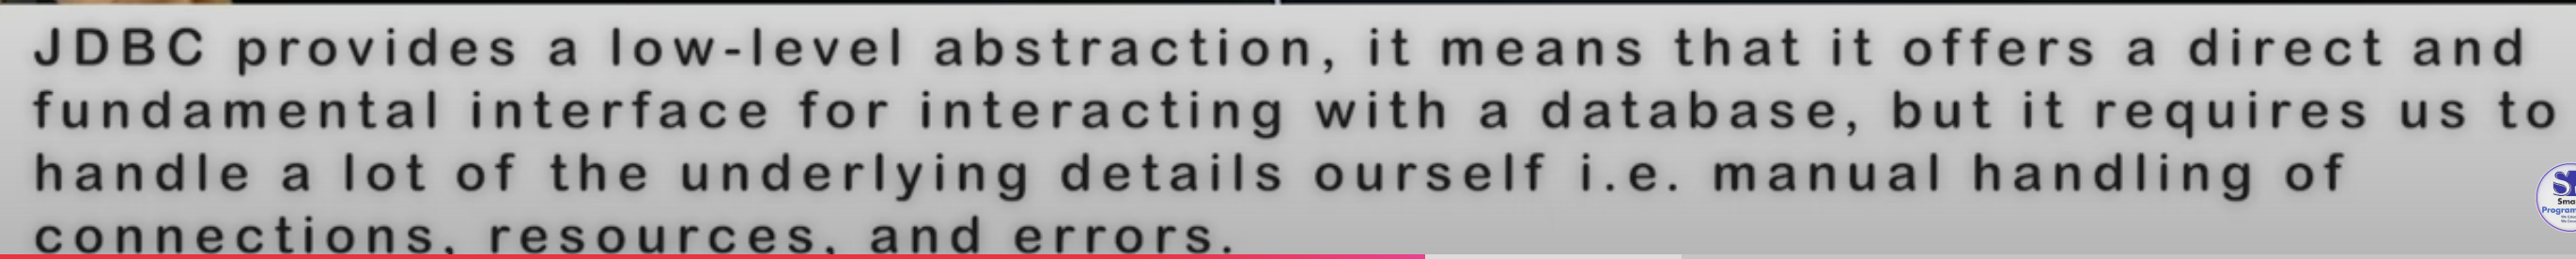 JDBC provides a low-level abstraction, it means that it offers a direct and
fundamental interface for interacting with a database, but it requires us to
handle a lot of the underlying details ourself i.e. manual handling of
connections, resources, and errors.